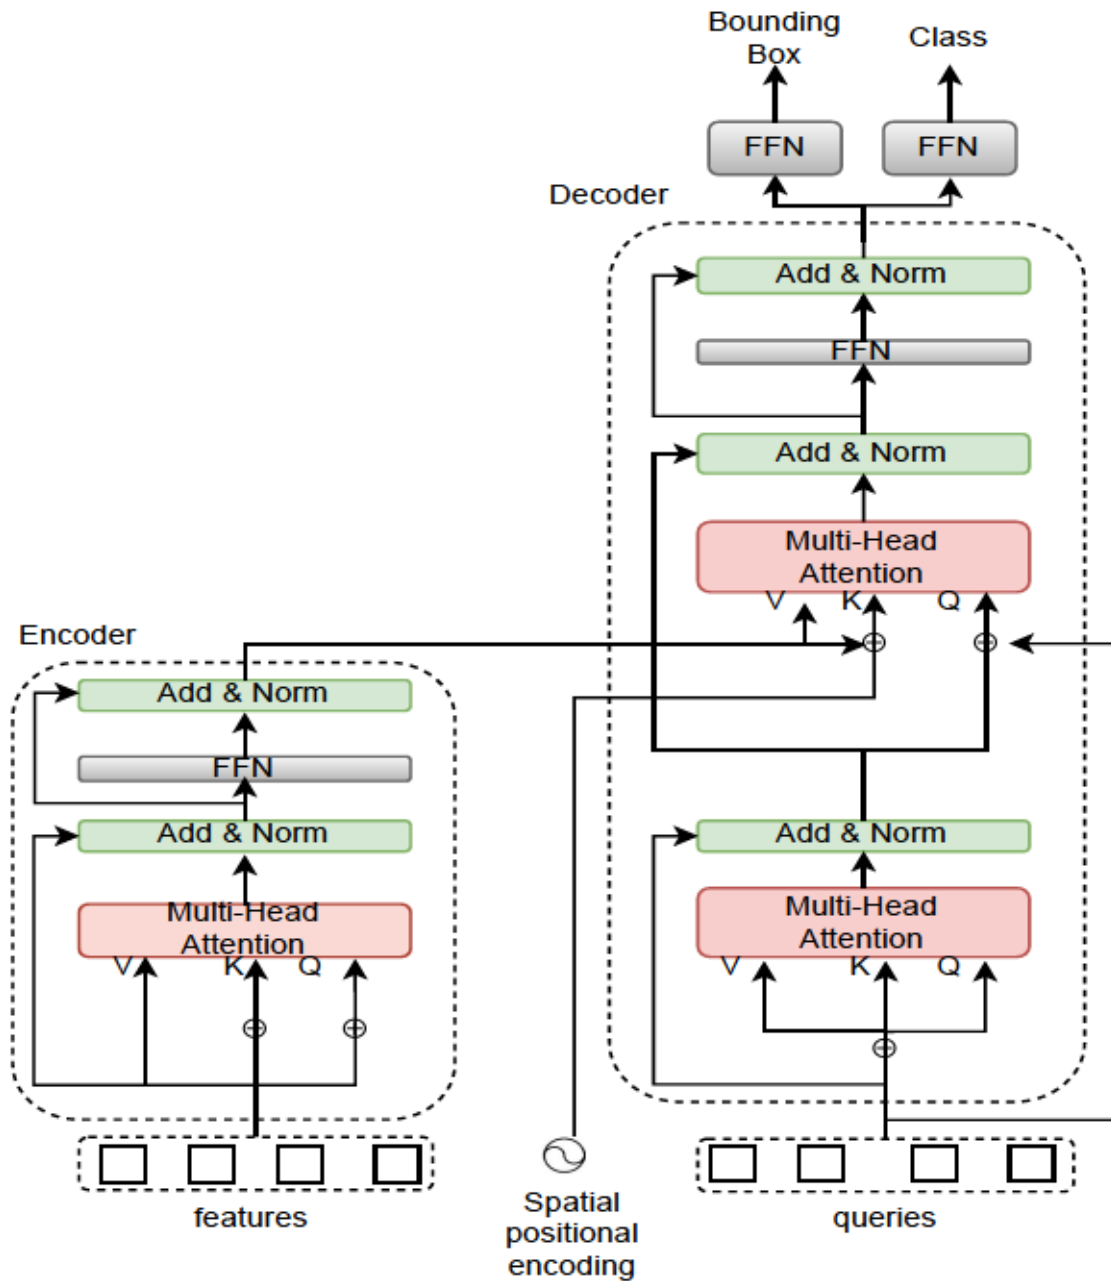 Bounding
Box
Class
FFN
FFN
Decoder
Add & Norm
FFN
Add & Norm
Multi-Head
Attention
V
K
Q
Encoder
Add & Norm
FFN
Add & Norm
Multi-Head
Attention
V
K
Q
Add & Norm
Multi-Head
Attention
V
K
Q
features
Spatial
positional
encoding
queries